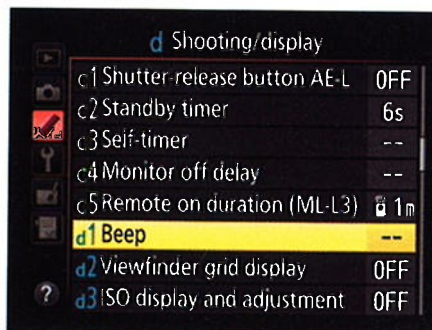 d Shooting/display
c1 Shutter-release button AE-L OFF
c2 Standby timer 6s
c3 Self-timer --
c4 Monitor off delay --
c5 Remote on duration (ML-L3) 1m
d1 Beep --
d2 Viewfinder grid display OFF
d3 ISO display and adjustment OFF
?